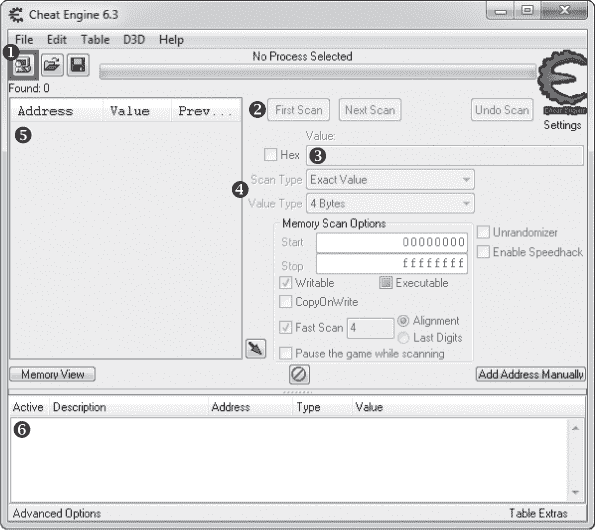 Cheat Engine 6.3
File Edit Table D3D Help
❶
No Process Selected
Found: 0
Address Value Prev...
❷ First Scan Next Scan Undo Scan
Cheat Engine
Settings
❺
Value:
Hex ❸
❹
Scan Type Exact Value
Value Type 4 Bytes
Memory Scan Options
Start 00000000
Stop ffffffff
Writable Executable
CopyOnWrite
Fast Scan 4 Alignment
Last Digits
Pause the game while scanning
Unrandomizer
Enable Speedhack
Memory View
Add Address Manually
Active Description Address Type Value
❻
Advanced Options Table Extras